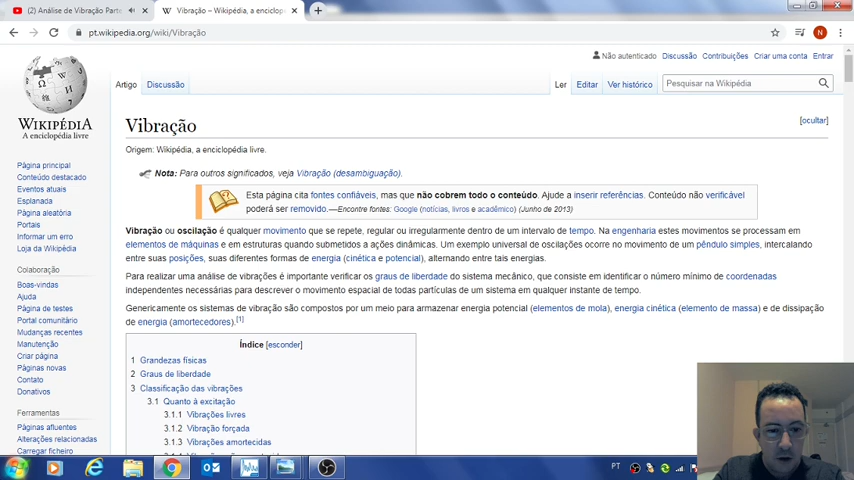 (2) Análise de Vibração Parte
Vibração – Wikipédia, a enciclop
pt.wikipedia.org/wiki/Vibração
N
Não autenticado Discussão Contribuições Criar uma conta Entrar
Artigo Discussão Ler Editar Ver histórico Pesquisar na Wikipédia
WIKIPÉDIA
A enciclopédia livre
Página principal
Conteúdo destacado
Eventos atuais
Esplanada
Página aleatória
Portais
Informar um erro
Loja da Wikipédia
Colaboração
Boas-vindas
Ajuda
Página de testes
Portal comunitário
Mudanças recentes
Manutenção
Criar página
Páginas novas
Contato
Donativos
Ferramentas
Páginas afluentes
Alterações relacionadas
Carregar ficheiro
Vibração [ocultar]
Origem: Wikipédia, a enciclopédia livre.
Nota: Para outros significados, veja Vibração (desambiguação).
Esta página cita fontes confiáveis, mas que não cobrem todo o conteúdo. Ajude a inserir referências. Conteúdo não verificável
poderá ser removido.—Encontre fontes: Google (notícias, livros e acadêmico) (Junho de 2013)
Vibração ou oscilação é qualquer movimento que se repete, regular ou irregularmente dentro de um intervalo de tempo. Na engenharia estes movimentos se processam em
elementos de máquinas e em estruturas quando submetidos a ações dinâmicas. Um exemplo universal de oscilações ocorre no movimento de um pêndulo simples, intercalando
entre suas posições, suas diferentes formas de energia (cinética e potencial), alternando entre tais energias.
Para realizar uma análise de vibrações é importante verificar os graus de liberdade do sistema mecânico, que consiste em identificar o número mínimo de coordenadas
independentes necessárias para descrever o movimento espacial de todas partículas de um sistema em qualquer instante de tempo.
Genericamente os sistemas de vibração são compostos por um meio para armazenar energia potencial (elementos de mola), energia cinética (elemento de massa) e de dissipação
de energia (amortecedores).[1]
Índice [esconder]
1 Grandezas físicas
2 Graus de liberdade
3 Classificação das vibrações
3.1 Quanto à excitação
3.1.1 Vibrações livres
3.1.2 Vibração forçada
3.1.3 Vibrações amortecidas
PT